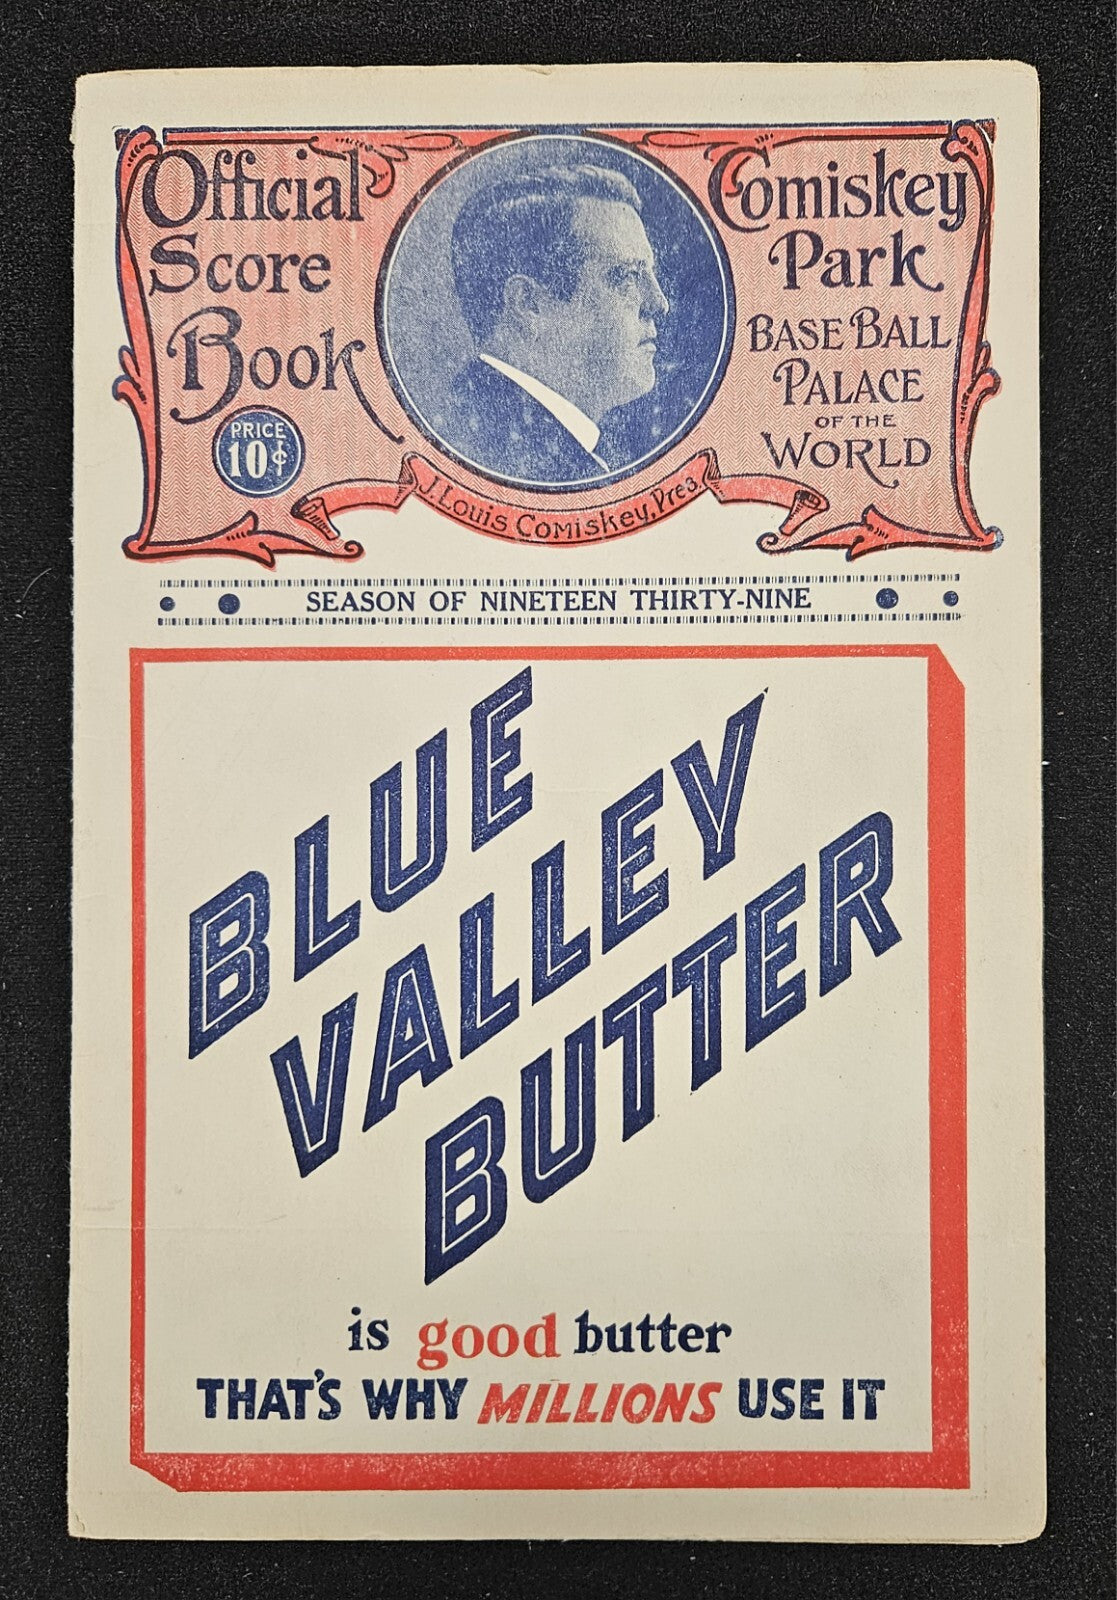 Official
Score
Book
PRICE
10¢
Comiskey
Park
BASE BALL
PALACE
OF THE
WORLD
J. Louis Comiskey, Pres.
SEASON OF NINETEEN THIRTY-NINE
BLUE
VALLEY
BUTTER
is good butter
THAT'S WHY MILLIONS USE IT